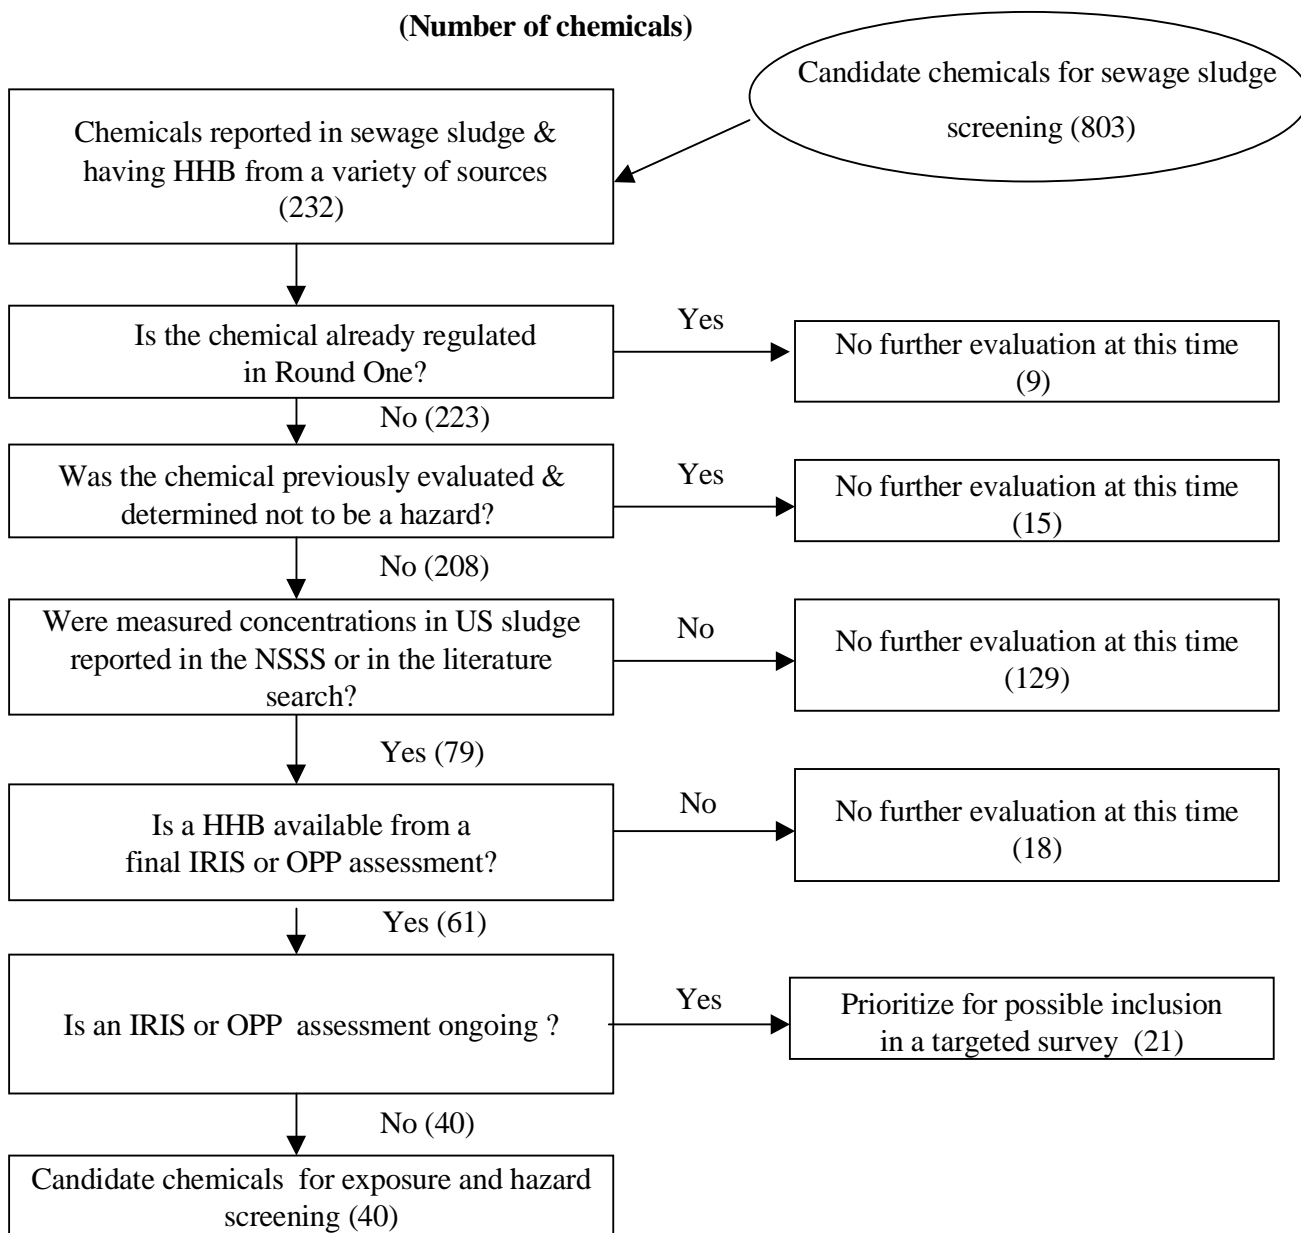 (Number of chemicals)
Candidate chemicals for sewage sludge
screening (803)
Chemicals reported in sewage sludge &
having HHB from a variety of sources
(232)
Is the chemical already regulated
in Round One?
Yes
No further evaluation at this time
(9)
No (223)
Was the chemical previously evaluated &
determined not to be a hazard?
Yes
No further evaluation at this time
(15)
No (208)
Were measured concentrations in US sludge
reported in the NSSS or in the literature
search?
No
No further evaluation at this time
(129)
Yes (79)
Is a HHB available from a
final IRIS or OPP assessment?
No
No further evaluation at this time
(18)
Yes (61)
Is an IRIS or OPP assessment ongoing ?
Yes
Prioritize for possible inclusion
in a targeted survey (21)
No (40)
Candidate chemicals for exposure and hazard
screening (40)